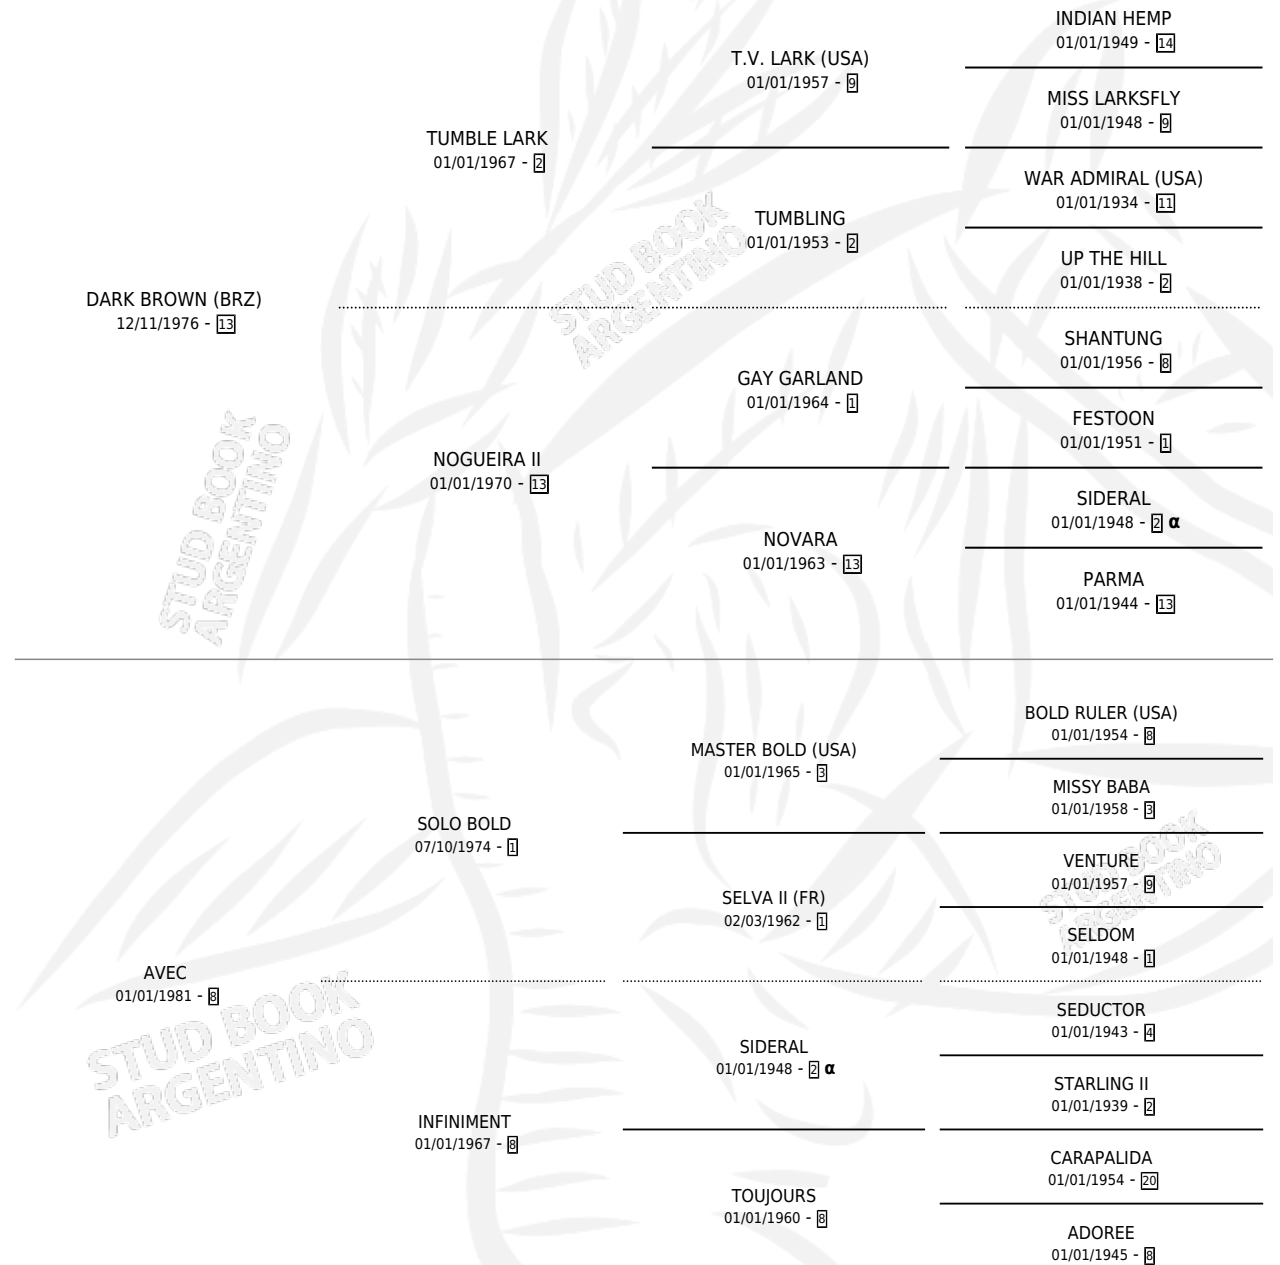 INDIAN HEMP
01/01/1949 - 14
T.V. LARK (USA)
01/01/1957 - 9
MISS LARKSFLY
01/01/1948 - 9
TUMBLE LARK
01/01/1967 - 2
WAR ADMIRAL (USA)
01/01/1934 - 11
TUMBLING
01/01/1953 - 2
UP THE HILL
01/01/1938 - 2
DARK BROWN (BRZ)
12/11/1976 - 13
SHANTUNG
01/01/1956 - 8
GAY GARLAND
01/01/1964 - 1
FESTOON
01/01/1951 - 1
NOGUEIRA II
01/01/1970 - 13
SIDERAL
01/01/1948 - 2 α
NOVARA
01/01/1963 - 13
PARMA
01/01/1944 - 13
BOLD RULER (USA)
01/01/1954 - 8
MASTER BOLD (USA)
01/01/1965 - 3
MISSY BABA
01/01/1958 - 3
SOLO BOLD
07/10/1974 - 1
VENTURE
01/01/1957 - 9
SELVA II (FR)
02/03/1962 - 1
SELDOM
01/01/1948 - 1
AVEC
01/01/1981 - 8
SEDUCTOR
01/01/1943 - 4
SIDERAL
01/01/1948 - 2 α
STARLING II
01/01/1939 - 2
INFINIMENT
01/01/1967 - 8
CARAPALIDA
01/01/1954 - 20
TOUJOURS
01/01/1960 - 8
ADOREE
01/01/1945 - 8
STUD BOOK
ARGENTINO
STUD BOOK
ARGENTINO
STUD BOOK
ARGENTINO
STUD BOOK
ARGENTINO